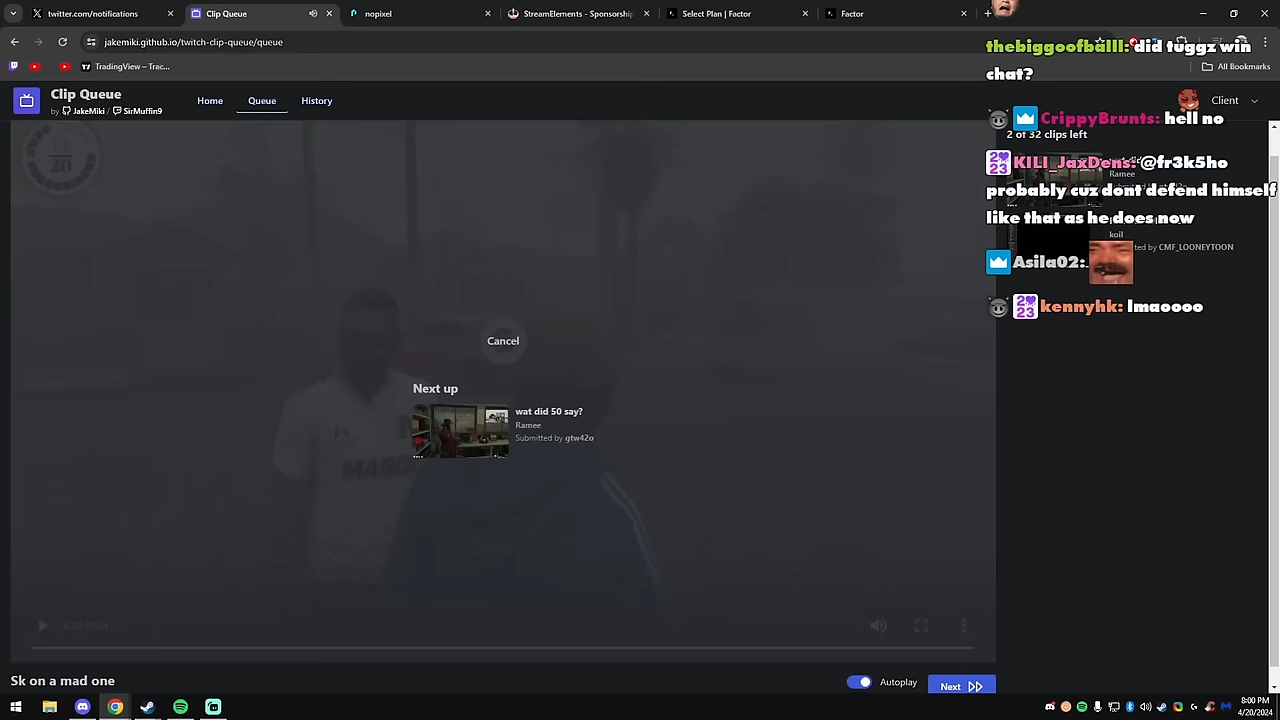 twitter.com/notifications
Clip Queue
nopixel
StreamElements - Sponsorship
Select Plan | Factor
Factor
jakemiki.github.io/twitch-clip-queue/queue
TradingView – Trac...
All Bookmarks
Clip Queue
by JakeMiki / SirMuffin9
Home
Queue
History
Client
thebiggoofballl: did tuggz win
chat?
CrippyBrunts: hell no
2 of 32 clips left
KILI_JaxDens: @fr3k5ho
Ramee
probably cuz dont defend himself
like that as he does now
koil
ted by CMF_LOONEYTOON
Asila02:
kennyhk: lmaoooo
20
Cancel
Next up
wat did 50 say?
Ramee
Submitted by gtw42o
Sk on a mad one
Autoplay
Next
8:00 PM
4/20/2024